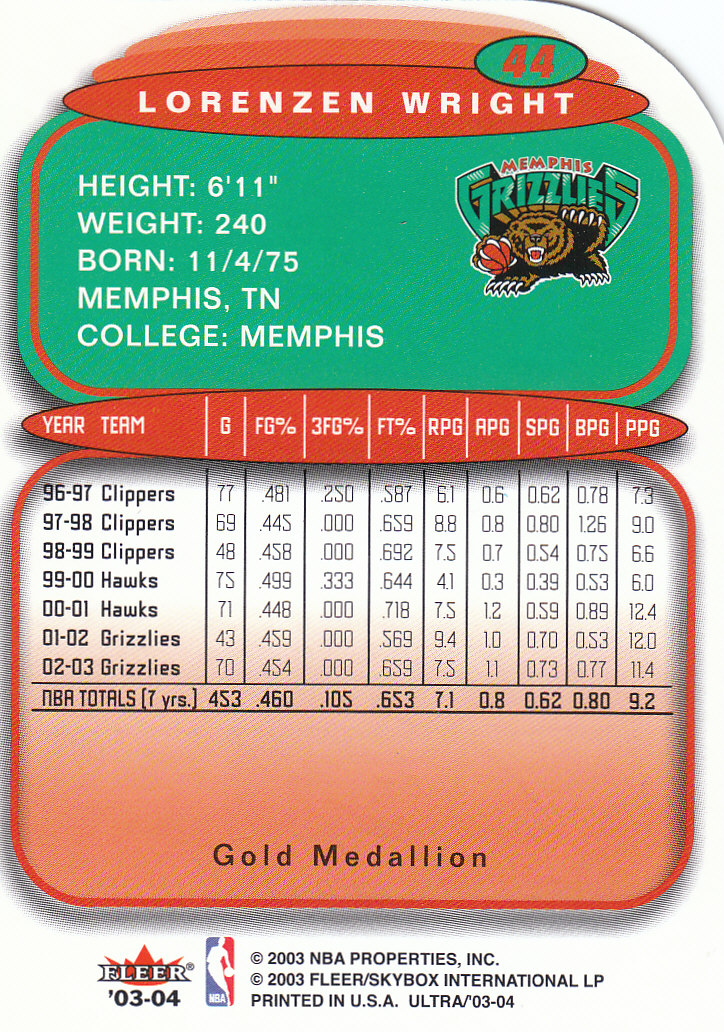 44
LORENZEN WRIGHT
HEIGHT: 6'11"
WEIGHT: 240
BORN: 11/4/75
MEMPHIS, TN
COLLEGE: MEMPHIS
MEMPHIS
GRIZZLIES
YEAR TEAM G FG% 3FG% FT% RPG APG SPG BPG PPG
96-97 Clippers 77 .481 .250 .587 6.1 0.6 0.62 0.78 7.3
97-98 Clippers 69 .445 .000 .659 8.8 0.8 0.80 1.26 9.0
98-99 Clippers 48 .458 .000 .692 7.5 0.7 0.54 0.75 6.6
99-00 Hawks 75 .499 .333 .644 4.1 0.3 0.39 0.53 6.0
00-01 Hawks 71 .448 .000 .718 7.5 1.2 0.59 0.89 12.4
01-02 Grizzlies 43 .459 .000 .569 9.4 1.0 0.70 0.53 12.0
02-03 Grizzlies 70 .454 .000 .659 7.5 1.1 0.73 0.77 11.4
NBA TOTALS (7 yrs.) 453 .460 .105 .653 7.1 0.8 0.62 0.80 9.2
Gold Medallion
FLEER®
'03-04
NBA
© 2003 NBA PROPERTIES, INC.
© 2003 FLEER/SKYBOX INTERNATIONAL LP
PRINTED IN U.S.A. ULTRA/'03-04